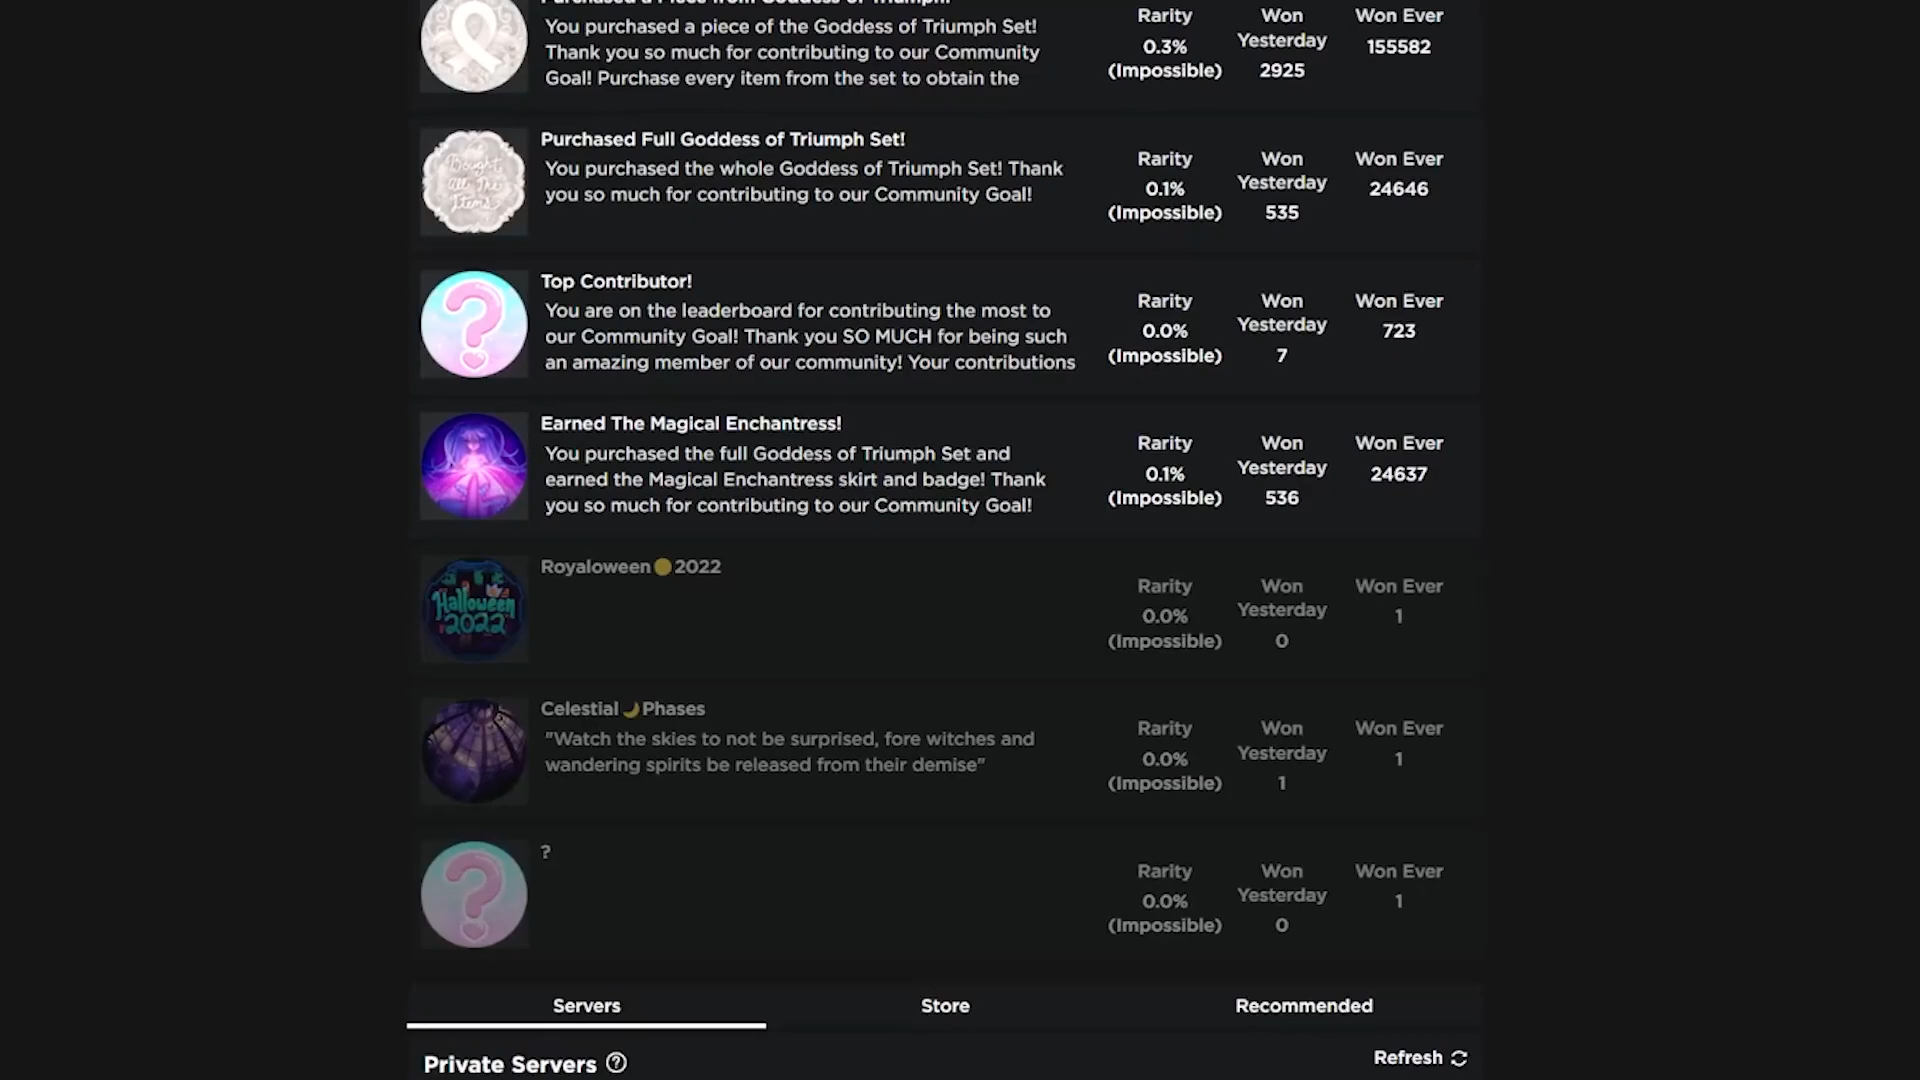 Purchased a Piece from Goddess of Triumph!
You purchased a piece of the Goddess of Triumph Set!
Thank you so much for contributing to our Community
Goal! Purchase every item from the set to obtain the
Rarity
0.3%
(Impossible)
Won
Yesterday
2925
Won Ever
155582
Bought
All The
Items
Purchased Full Goddess of Triumph Set!
You purchased the whole Goddess of Triumph Set! Thank
you so much for contributing to our Community Goal!
Rarity
0.1%
(Impossible)
Won
Yesterday
535
Won Ever
24646
?
Top Contributor!
You are on the leaderboard for contributing the most to
our Community Goal! Thank you SO MUCH for being such
an amazing member of our community! Your contributions
Rarity
0.0%
(Impossible)
Won
Yesterday
7
Won Ever
723
Earned The Magical Enchantress!
You purchased the full Goddess of Triumph Set and
earned the Magical Enchantress skirt and badge! Thank
you so much for contributing to our Community Goal!
Rarity
0.1%
(Impossible)
Won
Yesterday
536
Won Ever
24637
Halloween
2022
Royaloween 2022
Rarity
0.0%
(Impossible)
Won
Yesterday
0
Won Ever
1
Celestial 🌙 Phases
"Watch the skies to not be surprised, fore witches and
wandering spirits be released from their demise"
Rarity
0.0%
(Impossible)
Won
Yesterday
1
Won Ever
1
?
?
Rarity
0.0%
(Impossible)
Won
Yesterday
0
Won Ever
1
Servers
Store
Recommended
Private Servers ?
Refresh